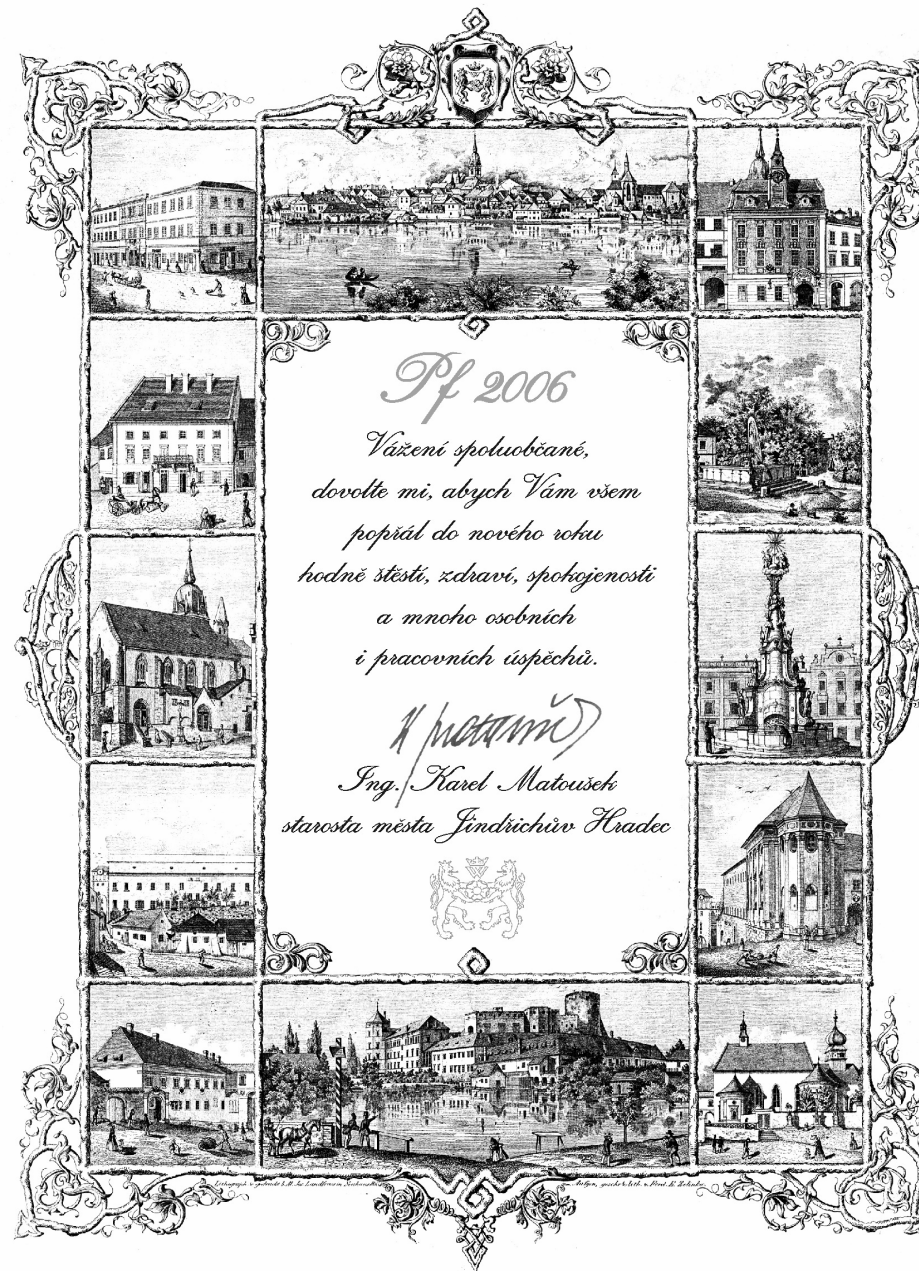 Pf 2006
Vážení spoluobčané,
dovolte mi, abych Vám všem
popřál do nového roku
hodně štěstí, zdraví, spokojenosti
a mnoho osobních
i pracovních úspěchů.
Ing. Karel Matoušek
starosta města Jindřichův Hradec